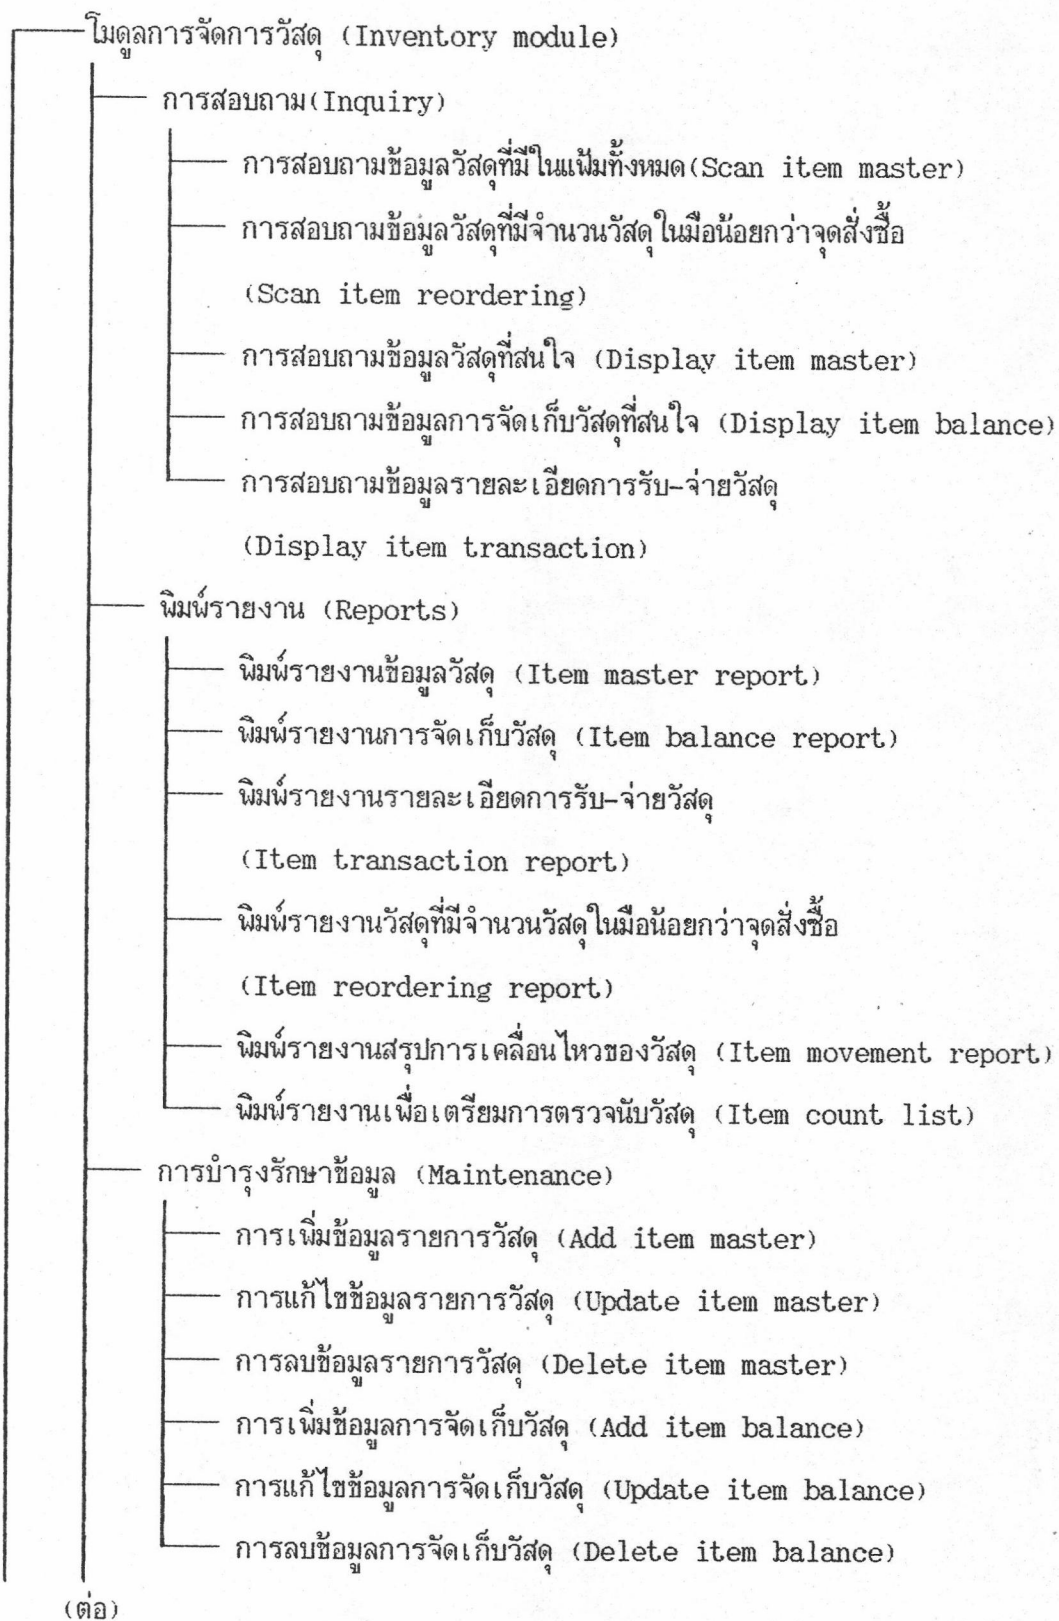 โมดูลการจัดการวัสดุ (Inventory module)
การสอบถาม(Inquiry)
การสอบถามข้อมูลวัสดุที่มีในแฟ้มทั้งหมด(Scan item master)
การสอบถามข้อมูลวัสดุที่มีจำนวนวัสดุในมือน้อยกว่าจุดสั่งซื้อ
(Scan item reordering)
การสอบถามข้อมูลวัสดุที่สนใจ (Display item master)
การสอบถามข้อมูลการจัดเก็บวัสดุที่สนใจ (Display item balance)
การสอบถามข้อมูลรายละเอียดการรับ-จ่ายวัสดุ
(Display item transaction)
พิมพ์รายงาน (Reports)
พิมพ์รายงานข้อมูลวัสดุ (Item master report)
พิมพ์รายงานการจัดเก็บวัสดุ (Item balance report)
พิมพ์รายงานรายละเอียดการรับ-จ่ายวัสดุ
(Item transaction report)
พิมพ์รายงานวัสดุที่มีจำนวนวัสดุในมือน้อยกว่าจุดสั่งซื้อ
(Item reordering report)
พิมพ์รายงานสรุปการเคลื่อนไหวของวัสดุ (Item movement report)
พิมพ์รายงานเพื่อเตรียมการตรวจนับวัสดุ (Item count list)
การบำรุงรักษาข้อมูล (Maintenance)
การเพิ่มข้อมูลรายการวัสดุ (Add item master)
การแก้ไขข้อมูลรายการวัสดุ (Update item master)
การลบข้อมูลรายการวัสดุ (Delete item master)
การเพิ่มข้อมูลการจัดเก็บวัสดุ (Add item balance)
การแก้ไขข้อมูลการจัดเก็บวัสดุ (Update item balance)
การลบข้อมูลการจัดเก็บวัสดุ (Delete item balance)
(ต่อ)